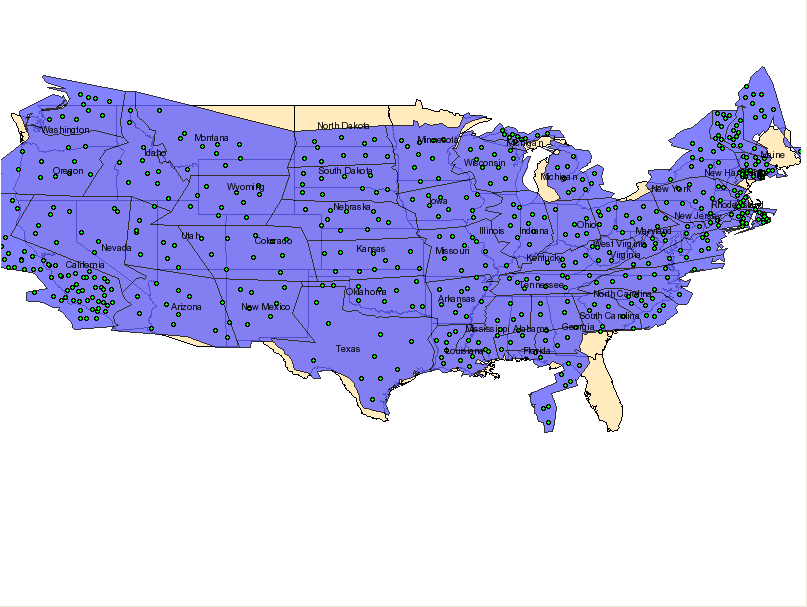 North Dakota
Washington
Montana
Minnesota
Michigan
Idaho
Maine
Wisconsin
Oregon
South Dakota
New Ham
Michigan
Wyoming
New York
Iowa
Nebraska
Rhode
New Jersey
Ohio
Illinois
Indiana
Maryland
Utah
Colorado
West Virginia
Nevada
Kansas
Missouri
Virginia
Kentucky
California
Tennessee
Oklahoma
North Carolina
Arkansas
Arizona
New Mexico
South Carolina
Mississippi
Alabama
Georgia
Texas
Louisiana
Florida